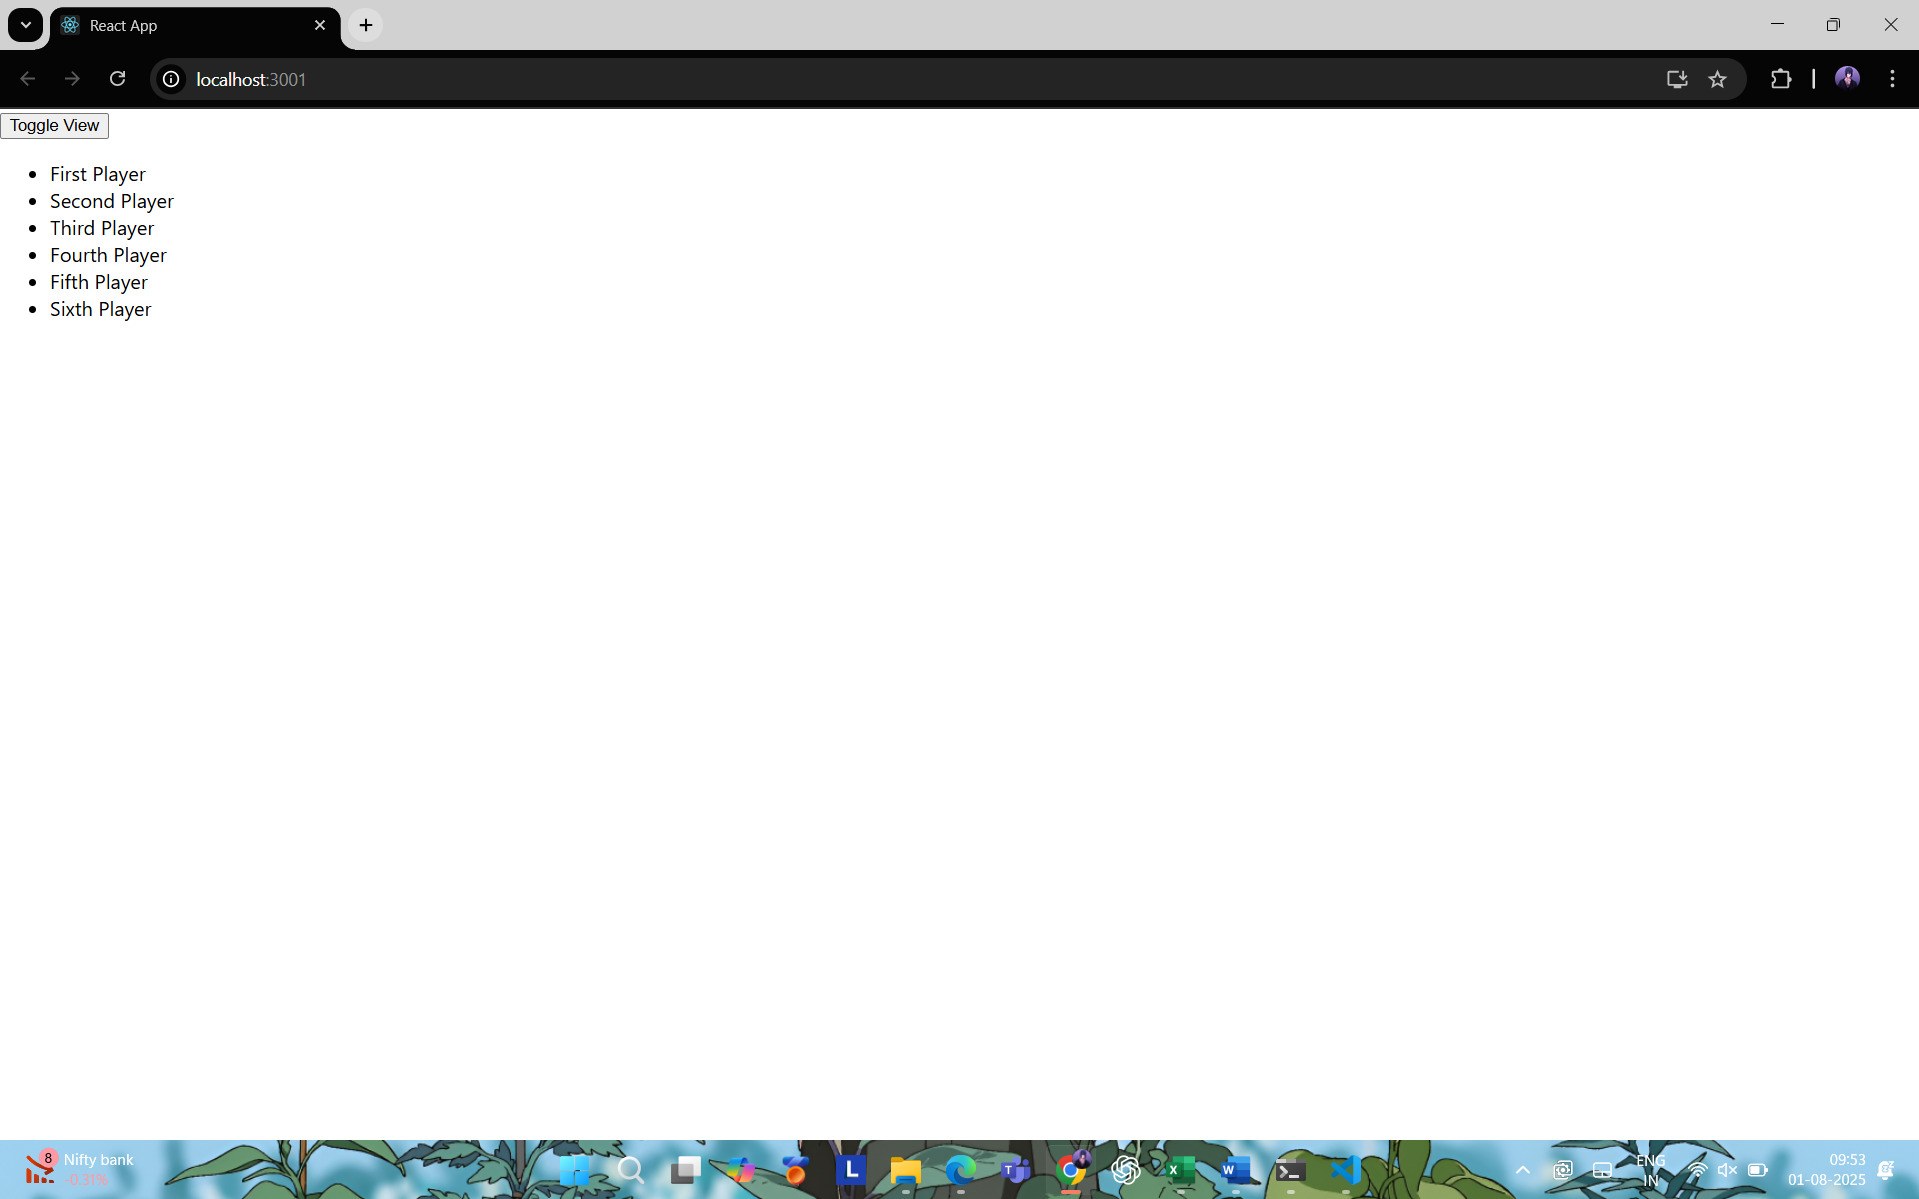 React App
localhost:3001
Toggle View
First Player
Second Player
Third Player
Fourth Player
Fifth Player
Sixth Player
8
Nifty bank
-0.31%
L
T
X
W
ENG
IN
09:53
01-08-2025